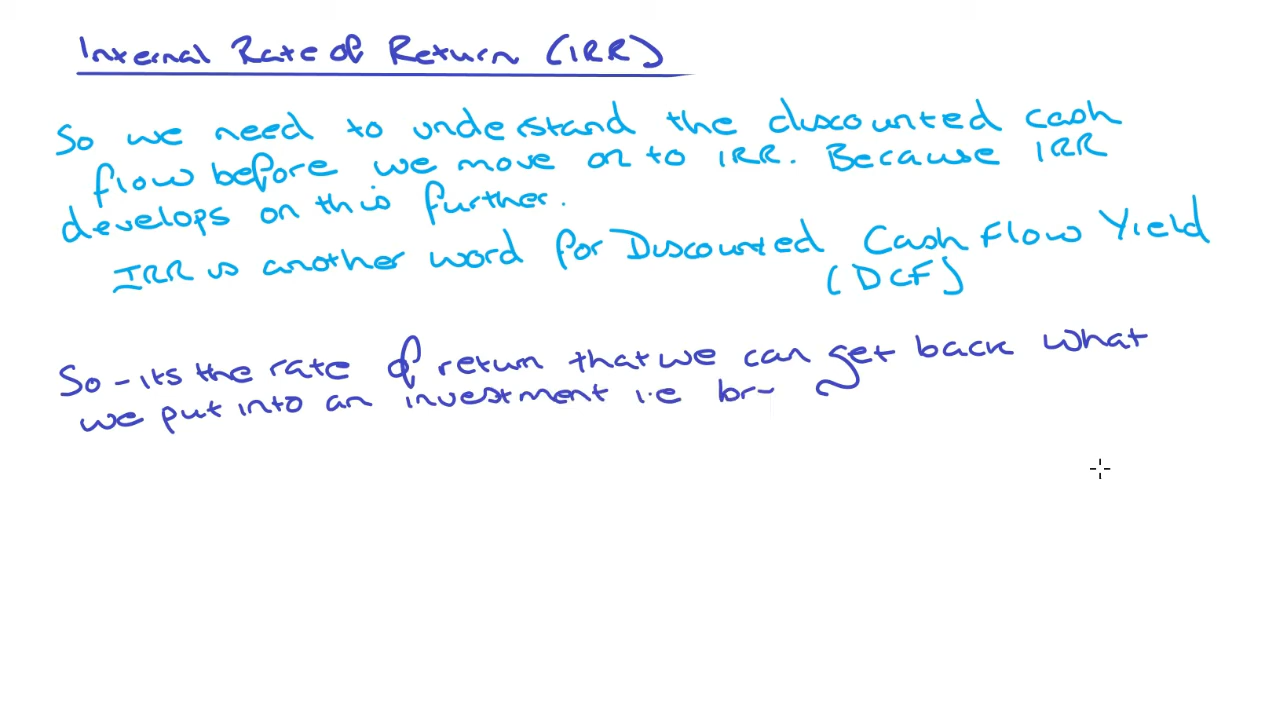 Internal Rate of Return (IRR)
So we need to understand the discounted cash
flow before we move on to IRR. Because IRR
develops on this further.
IRR is another word for Discounted Cash Flow Yield
(DCF)
So - its the rate of return that we can get back what
we put into an investment i.e